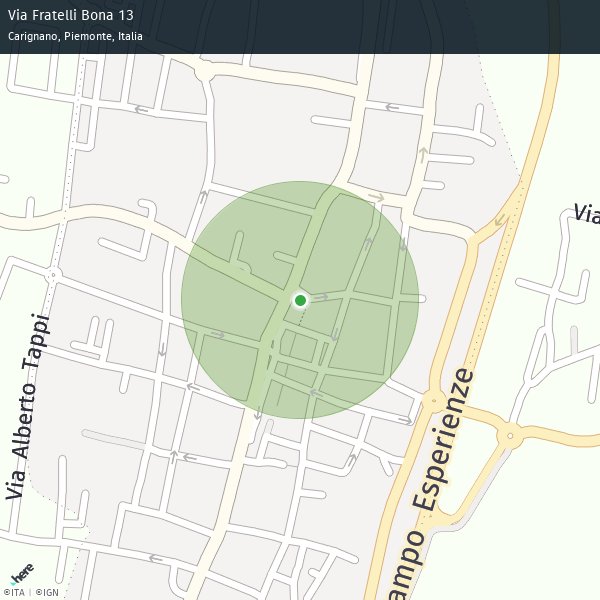 Via Fratelli Bona 13
Carignano, Piemonte, Italia
Via
Via Alberto Tappi
ampo Esperienze
here
©ITA | ©IGN